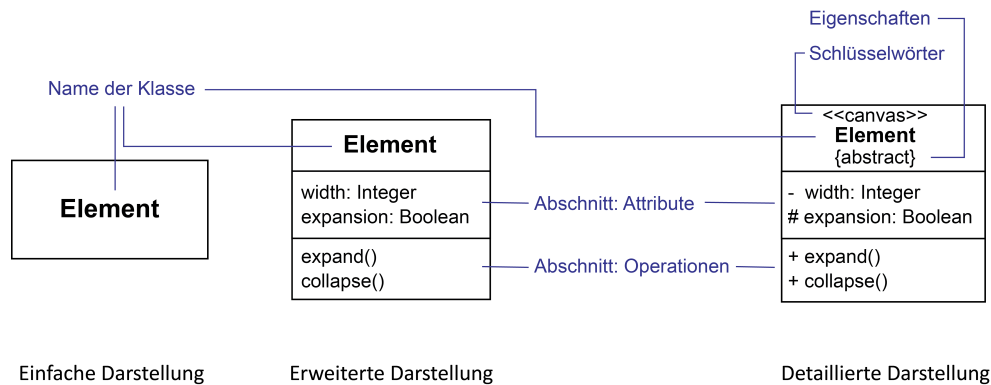 Eigenschaften
Schlüsselwörter
Name der Klasse
Element
Element
width: Integer
expansion: Boolean
expand()
collapse()
Abschnitt: Attribute
Abschnitt: Operationen
<<canvas>>
Element
{abstract}
- width: Integer
# expansion: Boolean
+ expand()
+ collapse()
Einfache Darstellung
Erweiterte Darstellung
Detaillierte Darstellung